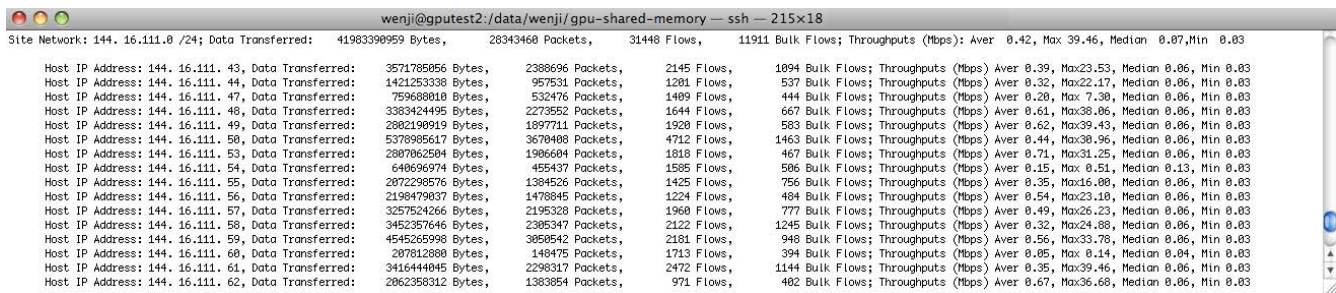 wenji@gputest2:/data/wenji/gpu-shared-memory — ssh — 215×18
Site Network: 144. 16.111.0 /24; Data Transferred: 41983390959 Bytes, 28343460 Packets, 31448 Flows, 11911 Bulk Flows; Throughputs (Mbps): Aver 0.42, Max 39.46, Median 0.07,Min 0.03
Host IP Address: 144. 16.111. 43, Data Transferred: 3571785056 Bytes, 2388696 Packets, 2145 Flows, 1094 Bulk Flows; Throughputs (Mbps) Aver 0.39, Max23.53, Median 0.06, Min 0.03
Host IP Address: 144. 16.111. 44, Data Transferred: 1421253338 Bytes, 957531 Packets, 1201 Flows, 537 Bulk Flows; Throughputs (Mbps) Aver 0.32, Max22.17, Median 0.06, Min 0.03
Host IP Address: 144. 16.111. 47, Data Transferred: 759688010 Bytes, 532476 Packets, 1409 Flows, 444 Bulk Flows; Throughputs (Mbps) Aver 0.20, Max 7.30, Median 0.06, Min 0.03
Host IP Address: 144. 16.111. 48, Data Transferred: 3383424495 Bytes, 2273552 Packets, 1644 Flows, 667 Bulk Flows; Throughputs (Mbps) Aver 0.61, Max38.06, Median 0.06, Min 0.03
Host IP Address: 144. 16.111. 49, Data Transferred: 2802190919 Bytes, 1897711 Packets, 1920 Flows, 583 Bulk Flows; Throughputs (Mbps) Aver 0.62, Max39.43, Median 0.06, Min 0.03
Host IP Address: 144. 16.111. 50, Data Transferred: 5378985617 Bytes, 3670408 Packets, 4712 Flows, 1463 Bulk Flows; Throughputs (Mbps) Aver 0.44, Max30.96, Median 0.06, Min 0.03
Host IP Address: 144. 16.111. 53, Data Transferred: 2807062504 Bytes, 1906604 Packets, 1818 Flows, 467 Bulk Flows; Throughputs (Mbps) Aver 0.71, Max31.25, Median 0.06, Min 0.03
Host IP Address: 144. 16.111. 54, Data Transferred: 640696974 Bytes, 455437 Packets, 1585 Flows, 506 Bulk Flows; Throughputs (Mbps) Aver 0.15, Max 0.51, Median 0.13, Min 0.03
Host IP Address: 144. 16.111. 55, Data Transferred: 2072298576 Bytes, 1384526 Packets, 1425 Flows, 756 Bulk Flows; Throughputs (Mbps) Aver 0.35, Max16.00, Median 0.06, Min 0.03
Host IP Address: 144. 16.111. 56, Data Transferred: 2198479037 Bytes, 1478845 Packets, 1224 Flows, 484 Bulk Flows; Throughputs (Mbps) Aver 0.54, Max23.10, Median 0.06, Min 0.03
Host IP Address: 144. 16.111. 57, Data Transferred: 3257524266 Bytes, 2195328 Packets, 1960 Flows, 777 Bulk Flows; Throughputs (Mbps) Aver 0.49, Max26.23, Median 0.06, Min 0.03
Host IP Address: 144. 16.111. 58, Data Transferred: 3452357646 Bytes, 2305347 Packets, 2122 Flows, 1245 Bulk Flows; Throughputs (Mbps) Aver 0.32, Max24.88, Median 0.06, Min 0.03
Host IP Address: 144. 16.111. 59, Data Transferred: 4545265998 Bytes, 3050542 Packets, 2181 Flows, 948 Bulk Flows; Throughputs (Mbps) Aver 0.56, Max33.78, Median 0.06, Min 0.03
Host IP Address: 144. 16.111. 60, Data Transferred: 207812880 Bytes, 148475 Packets, 1713 Flows, 394 Bulk Flows; Throughputs (Mbps) Aver 0.05, Max 0.14, Median 0.04, Min 0.03
Host IP Address: 144. 16.111. 61, Data Transferred: 3416444045 Bytes, 2298317 Packets, 2472 Flows, 1144 Bulk Flows; Throughputs (Mbps) Aver 0.35, Max39.46, Median 0.06, Min 0.03
Host IP Address: 144. 16.111. 62, Data Transferred: 2062358312 Bytes, 1383854 Packets, 971 Flows, 402 Bulk Flows; Throughputs (Mbps) Aver 0.67, Max36.68, Median 0.06, Min 0.03